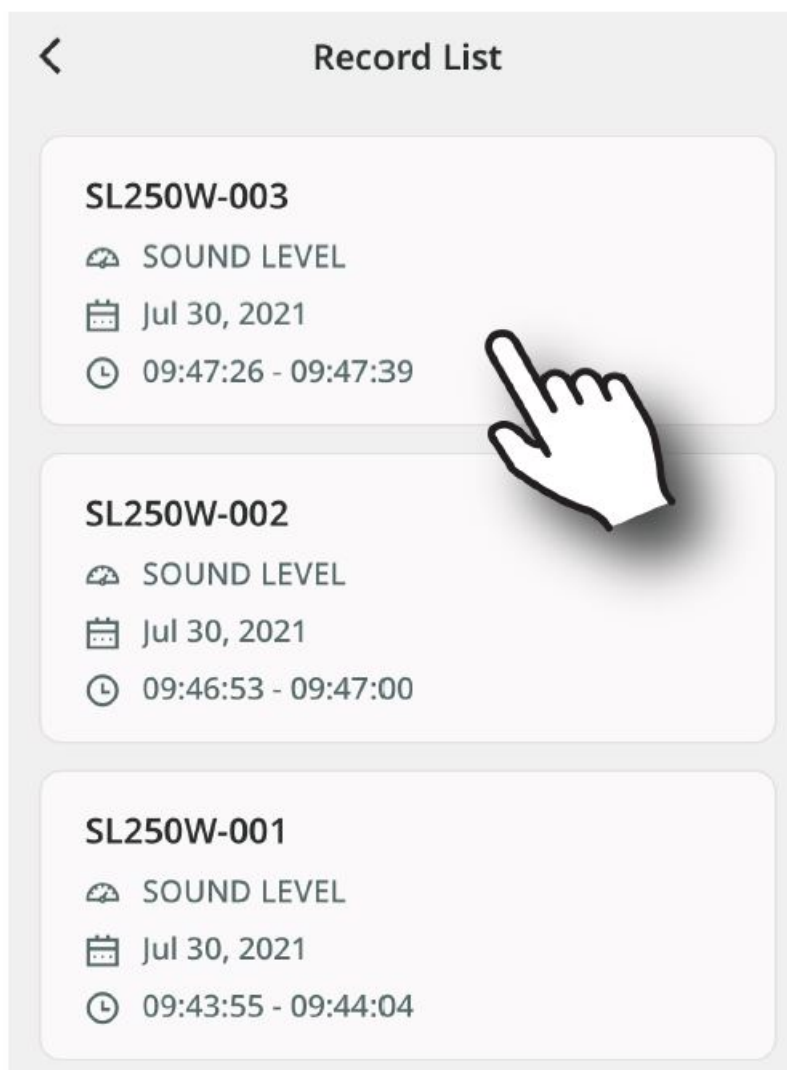 Record List
SL250W-003
SOUND LEVEL
Jul 30, 2021
09:47:26 - 09:47:39
SL250W-002
SOUND LEVEL
Jul 30, 2021
09:46:53 - 09:47:00
SL250W-001
SOUND LEVEL
Jul 30, 2021
09:43:55 - 09:44:04